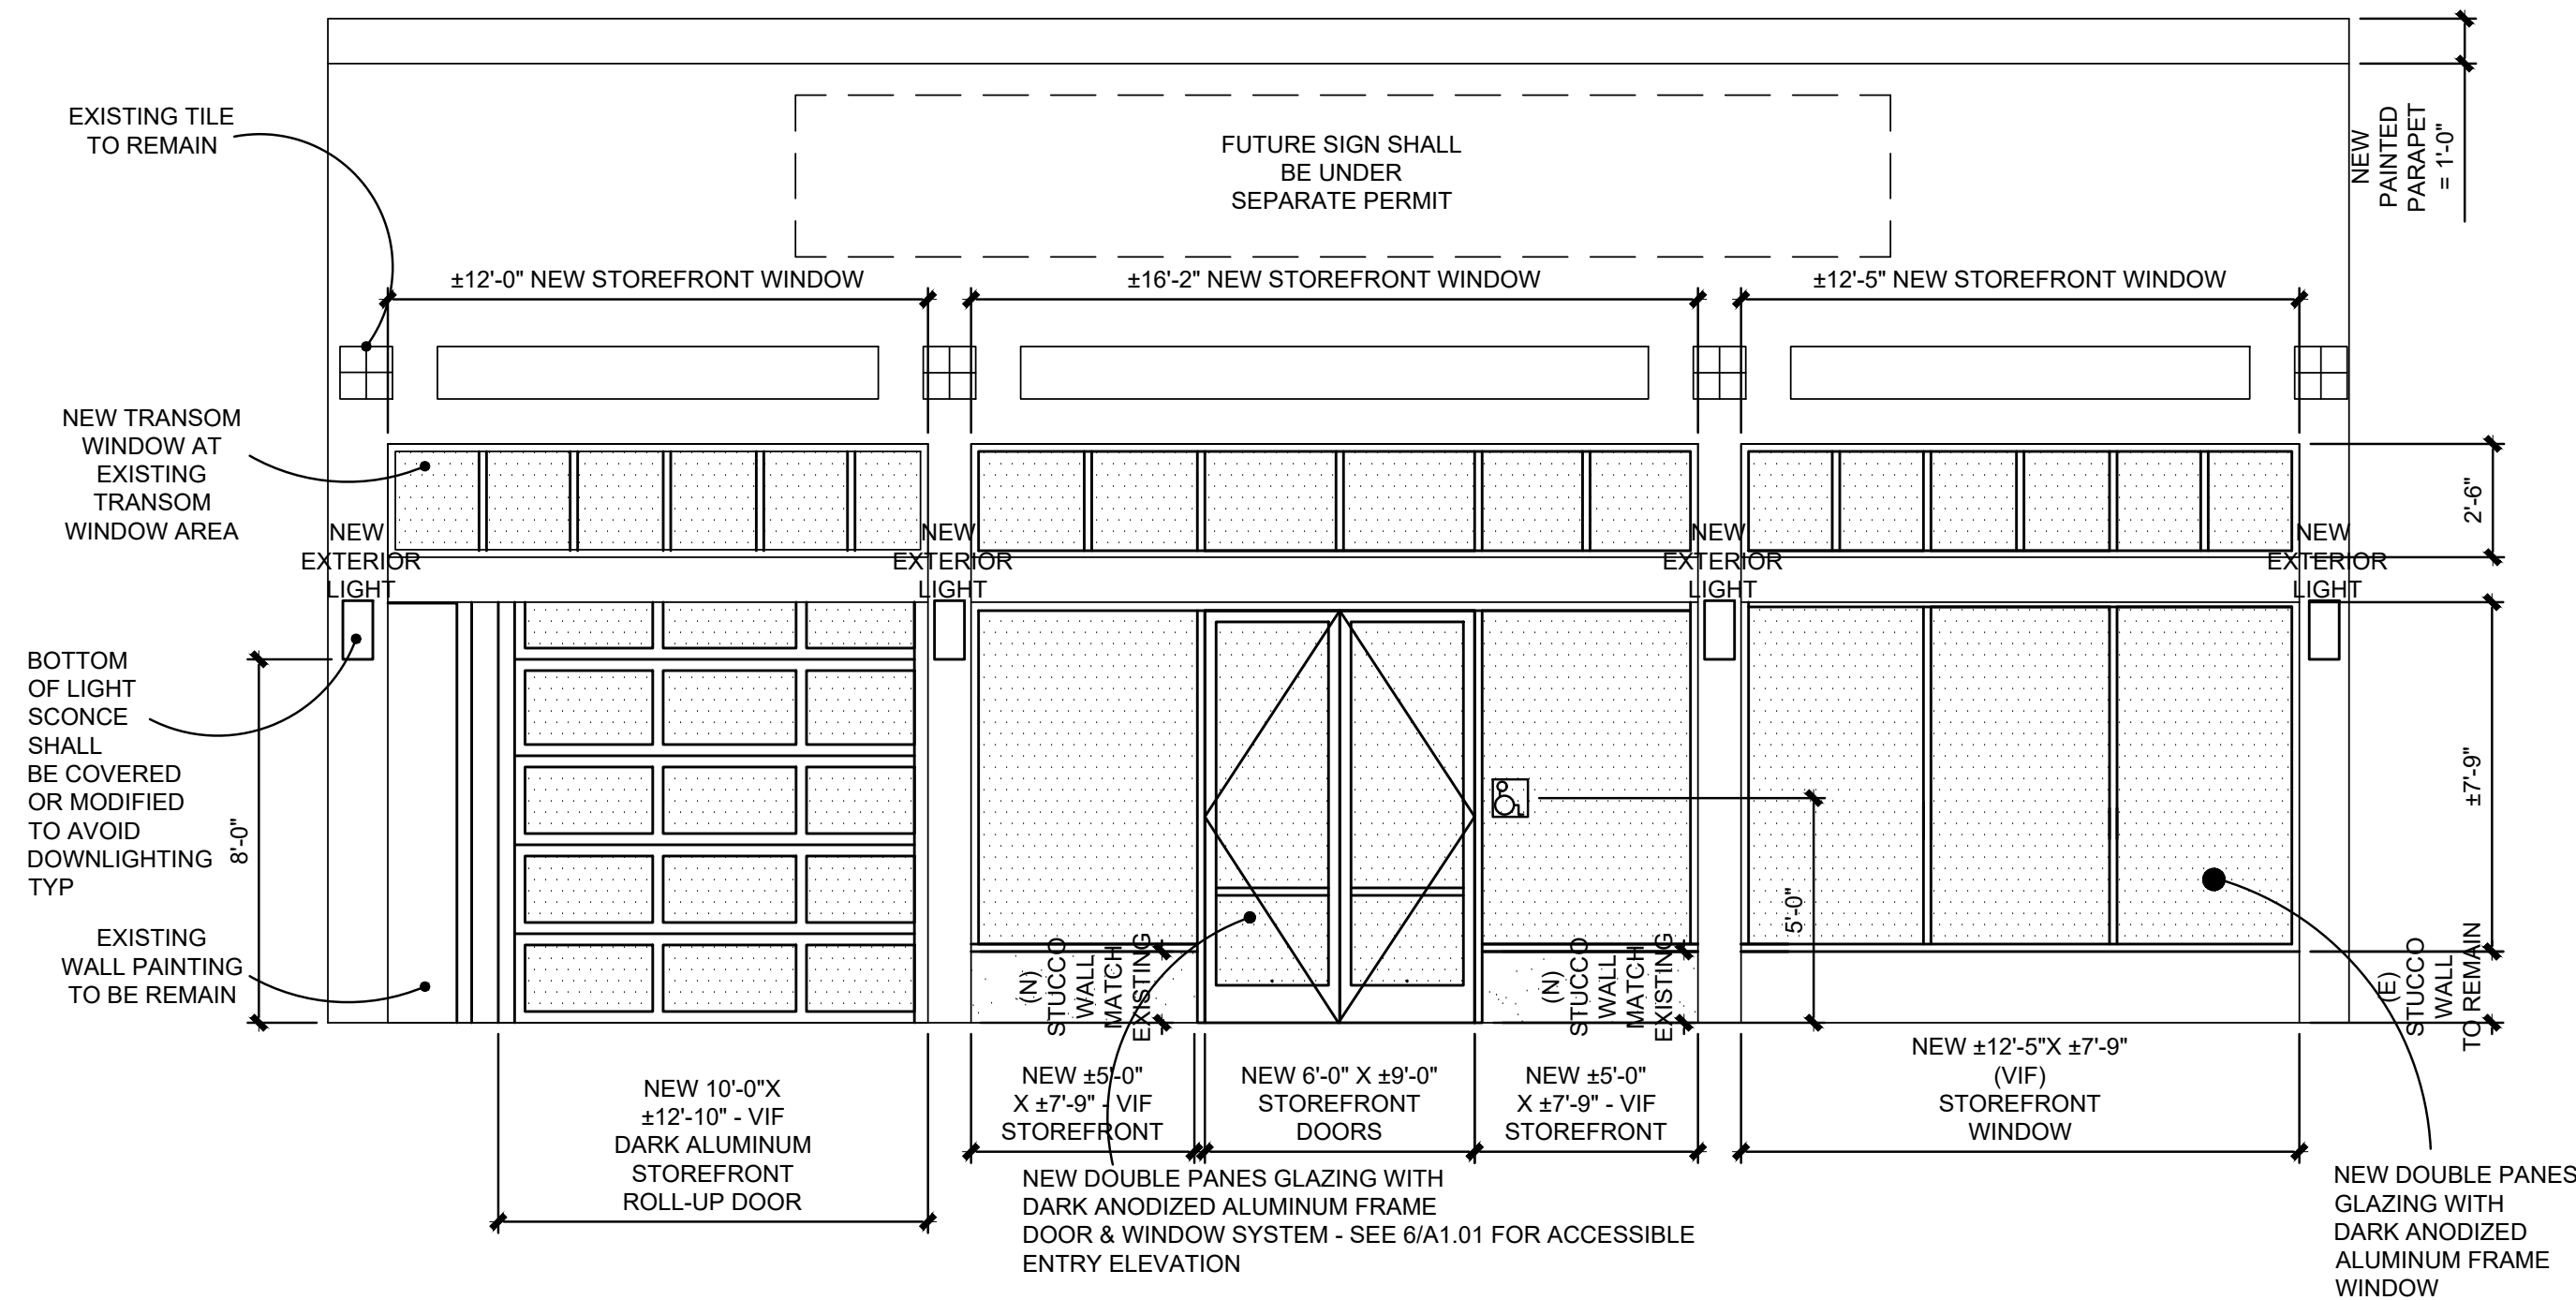 EXISTING TILE
TO REMAIN
FUTURE SIGN SHALL
BE UNDER
SEPARATE PERMIT
NEW
PAINTED
PARAPET
= 1'-0"
±12'-0" NEW STOREFRONT WINDOW
±16'-2" NEW STOREFRONT WINDOW
±12'-5" NEW STOREFRONT WINDOW
NEW TRANSOM
WINDOW AT
EXISTING
TRANSOM
WINDOW AREA
NEW
EXTERIOR
LIGHT
NEW
EXTERIOR
LIGHT
NEW
EXTERIOR
LIGHT
NEW
EXTERIOR
LIGHT
2'-6"
BOTTOM
OF LIGHT
SCONCE
SHALL
BE COVERED
OR MODIFIED
TO AVOID
DOWNLIGHTING
TYP
8'-0"
±7'-9"
5'-0"
EXISTING
WALL PAINTING
TO BE REMAIN
(N)
STUCCO
WALL
MATCH
EXISTING
(N)
STUCCO
WALL
MATCH
EXISTING
(E)
STUCCO
WALL
TO REMAIN
NEW 10'-0"X
±12'-10" - VIF
DARK ALUMINUM
STOREFRONT
ROLL-UP DOOR
NEW ±5'-0"
X ±7'-9" - VIF
STOREFRONT
NEW 6'-0" X ±9'-0"
STOREFRONT
DOORS
NEW ±5'-0"
X ±7'-9" - VIF
STOREFRONT
NEW ±12'-5"X ±7'-9"
(VIF)
STOREFRONT
WINDOW
NEW DOUBLE PANES GLAZING WITH
DARK ANODIZED ALUMINUM FRAME
DOOR & WINDOW SYSTEM - SEE 6/A1.01 FOR ACCESSIBLE
ENTRY ELEVATION
NEW DOUBLE PANES
GLAZING WITH
DARK ANODIZED
ALUMINUM FRAME
WINDOW